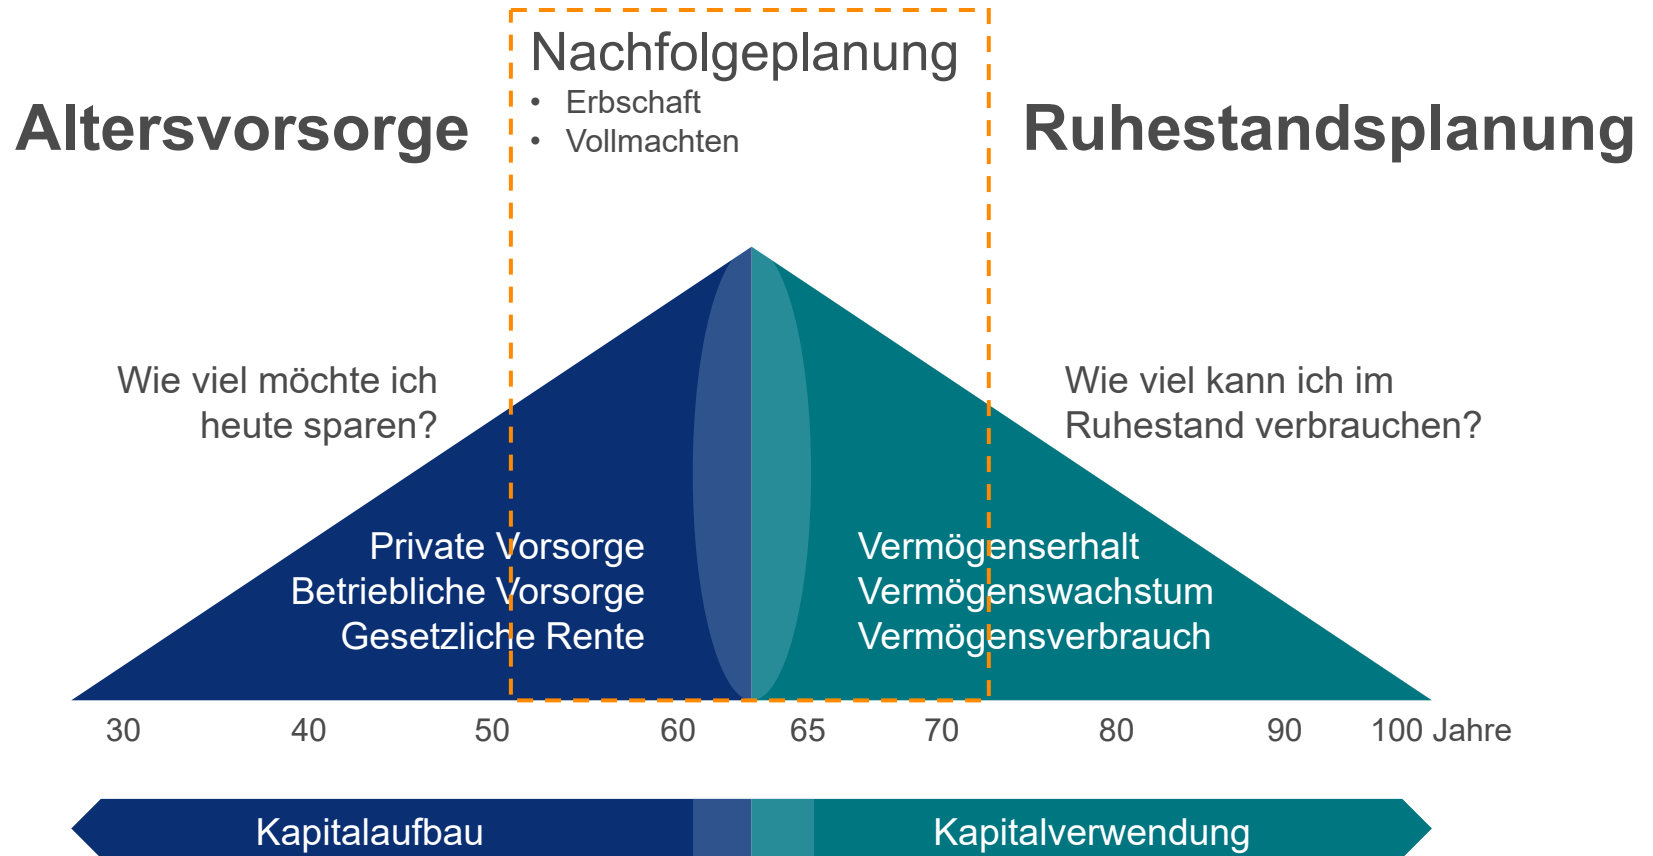 Nachfolgeplanung
• Erbschaft
• Vollmachten
Altersvorsorge
Ruhestandsplanung
Wie viel möchte ich
heute sparen?
Wie viel kann ich im
Ruhestand verbrauchen?
Private Vorsorge
Betriebliche Vorsorge
Gesetzliche Rente
Vermögenserhalt
Vermögenswachstum
Vermögensverbrauch
30 40 50 60 65 70 80 90 100 Jahre
Kapitalaufbau
Kapitalverwendung